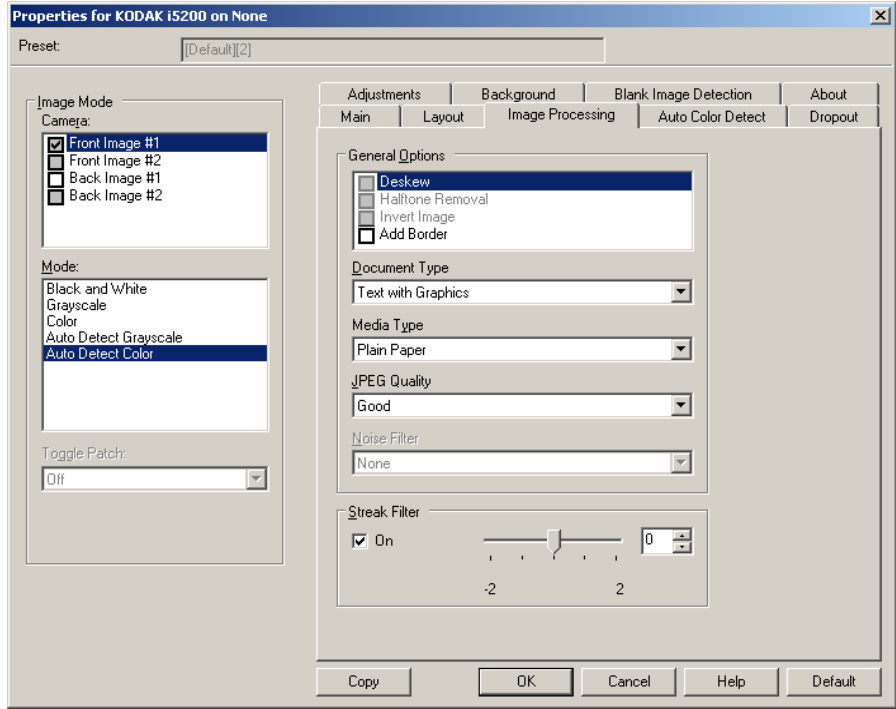 Properties for KODAK i5200 on None
Preset:
[Default][2]
Image Mode
Camera:
Front Image #1
Front Image #2
Back Image #1
Back Image #2
Mode:
Black and White
Grayscale
Color
Auto Detect Grayscale
Auto Detect Color
Toggle Patch:
Off
Adjustments
Background
Blank Image Detection
About
Main
Layout
Image Processing
Auto Color Detect
Dropout
General Options
Deskew
Halftone Removal
Invert Image
Add Border
Document Type
Text with Graphics
Media Type
Plain Paper
JPEG Quality
Good
Noise Filter
None
Streak Filter
On
0
-2
2
Copy
OK
Cancel
Help
Default